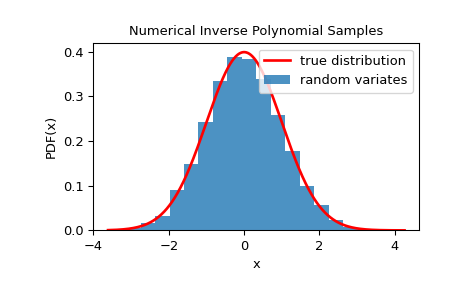 Numerical Inverse Polynomial Samples
true distribution
random variates
PDF(x)
0.4
0.3
0.2
0.1
0.0
−4
−2
0
2
4
x